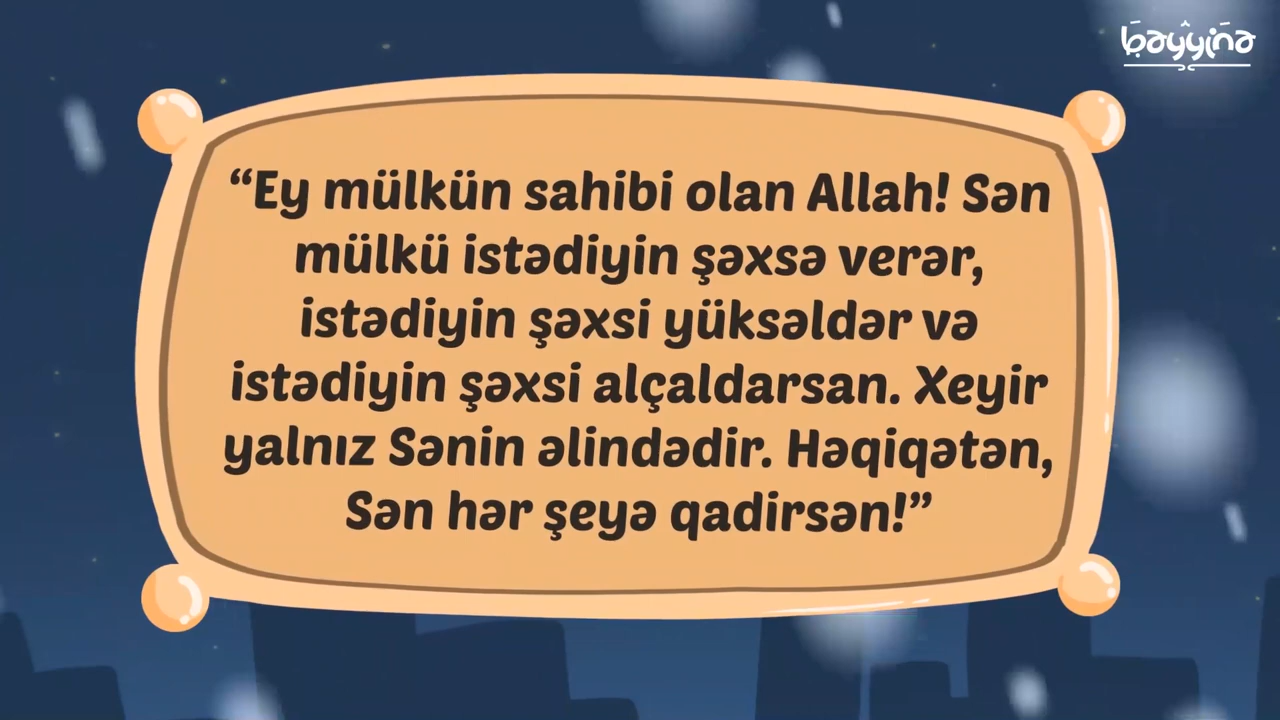 bəyyinə
“Ey mülkün sahibi olan Allah! Sən
mülkü istədiyin şəxsə verər,
istədiyin şəxsi yüksəldər və
istədiyin şəxsi alçaldarsan. Xeyir
yalnız Sənin əlindədir. Həqiqətən,
Sən hər şeyə qadirsən!”